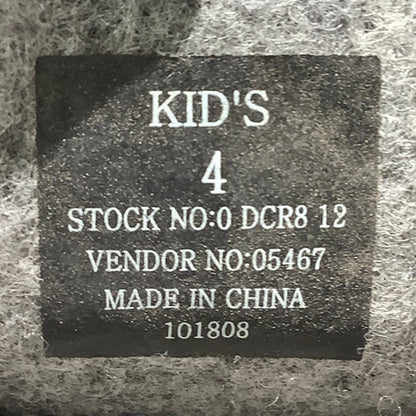 KID'S
4
STOCK NO:0 DCR8 12
VENDOR NO:05467
MADE IN CHINA
101808